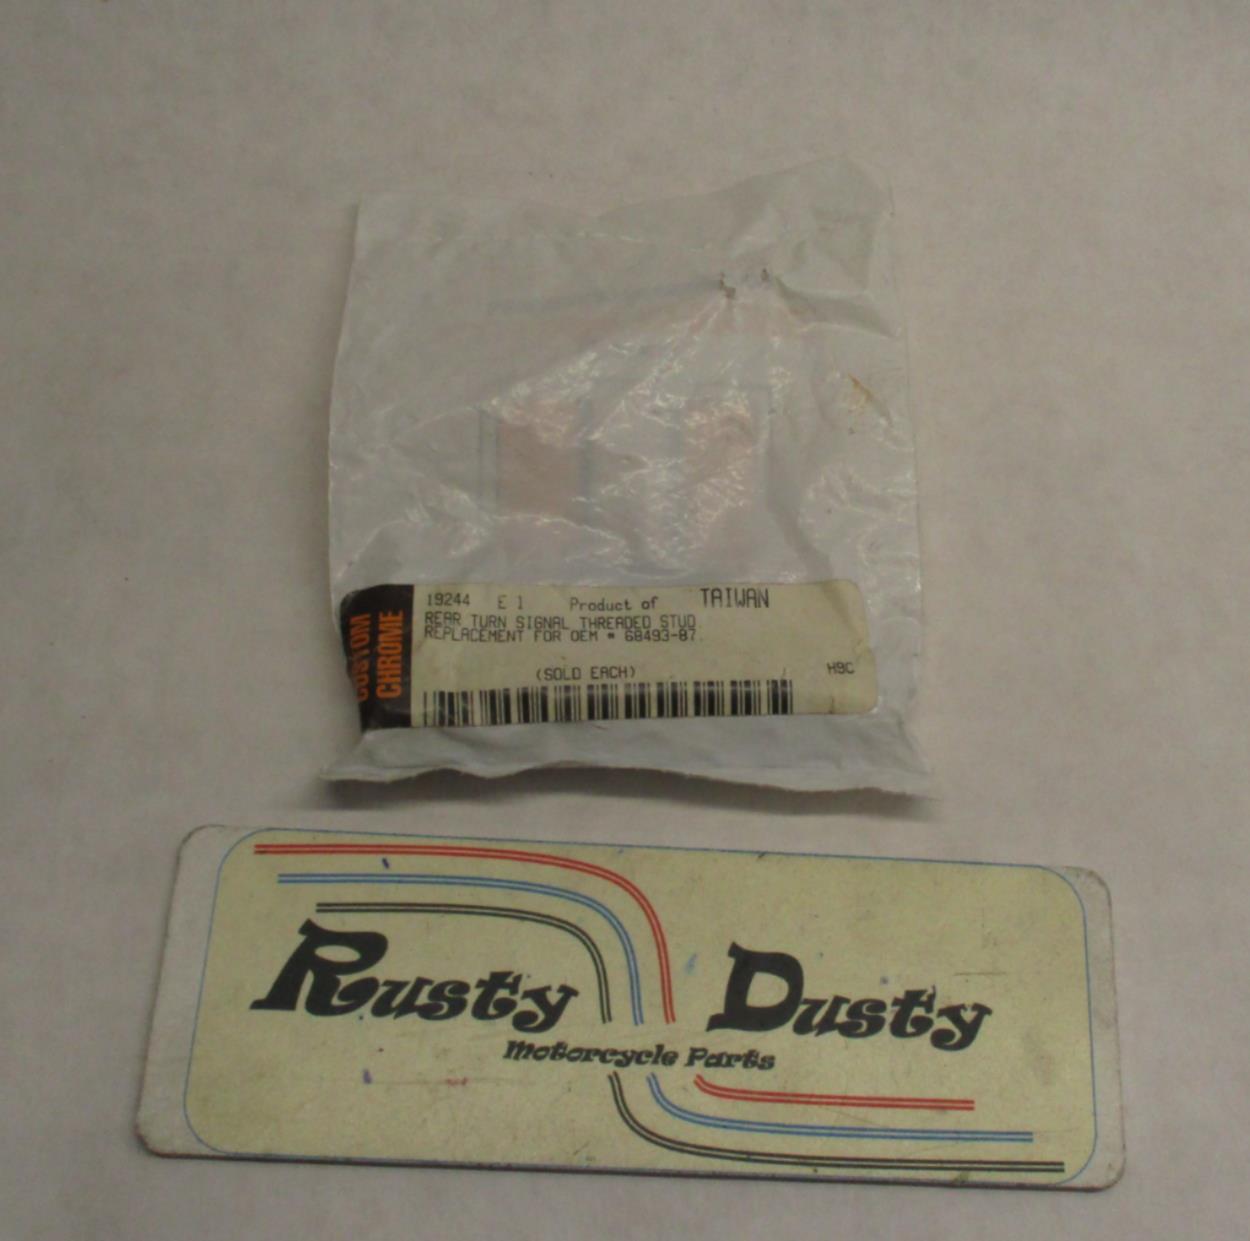 CUSTOM
CHROME
19244 E 1 Product of TAIWAN
REAR TURN SIGNAL THREADED STUD
REPLACEMENT FOR OEM # 68493-87.
(SOLD EACH) H9C
Rusty Dusty
Motorcycle Parts